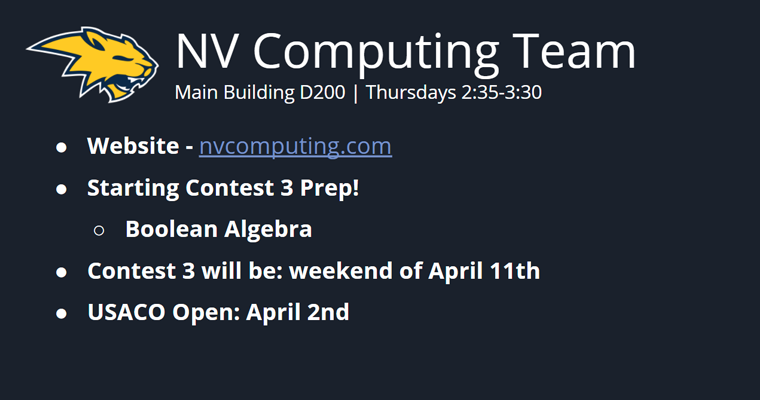 NV Computing Team
Main Building D200 | Thursdays 2:35-3:30
● Website - nvcomputing.com
● Starting Contest 3 Prep!
○ Boolean Algebra
● Contest 3 will be: weekend of April 11th
● USACO Open: April 2nd